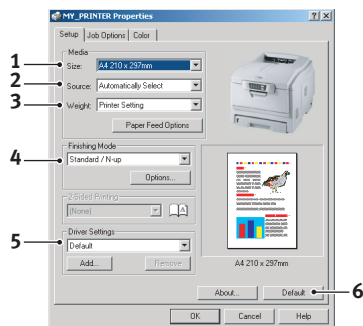 MY_PRINTER Properties
Setup Job Options Color
Media
1 Size: A4 210 x 297mm
2 Source: Automatically Select
3 Weight: Printer Setting
Paper Feed Options
Finishing Mode
4 Standard / N-up
Options...
2-Sided Printing
[None]
Driver Settings
5 Default
Add... Remove
A4 210 x 297mm
About... Default 6
OK Cancel Help